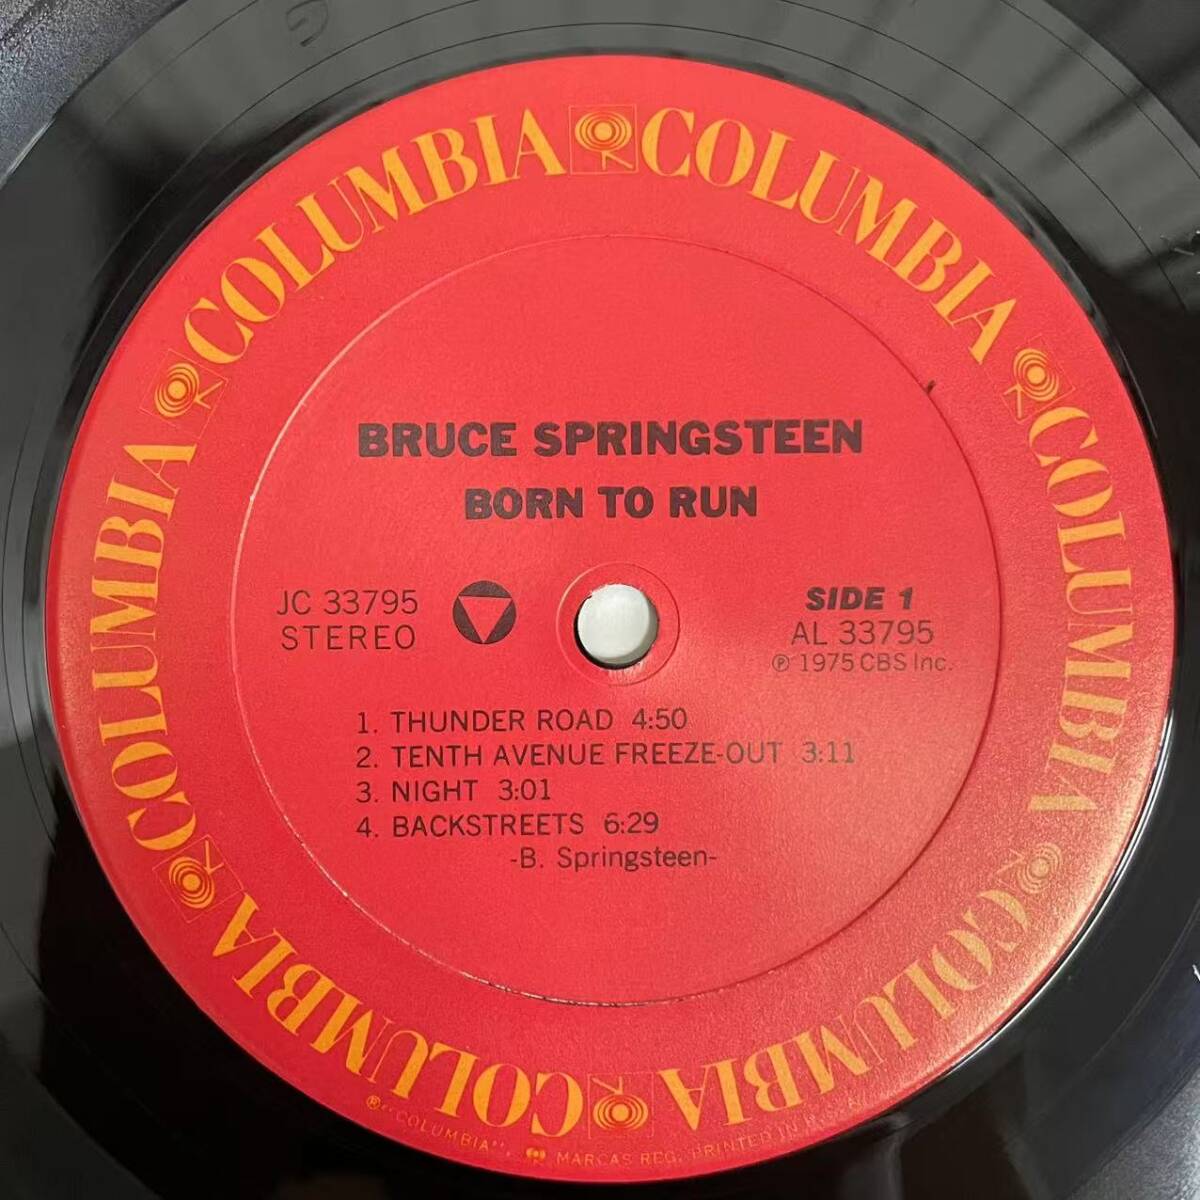 COLUMBIA COLUMBIA COLUMBIA COLUMBIA COLUMBIA COLUMBIA
BRUCE SPRINGSTEEN
BORN TO RUN
JC 33795
STEREO
SIDE 1
AL 33795
℗ 1975 CBS Inc.
1. THUNDER ROAD 4:50
2. TENTH AVENUE FREEZE-OUT 3:11
3. NIGHT 3:01
4. BACKSTREETS 6:29
-B. Springsteen-
® "COLUMBIA", MARCAS REG. PRINTED IN